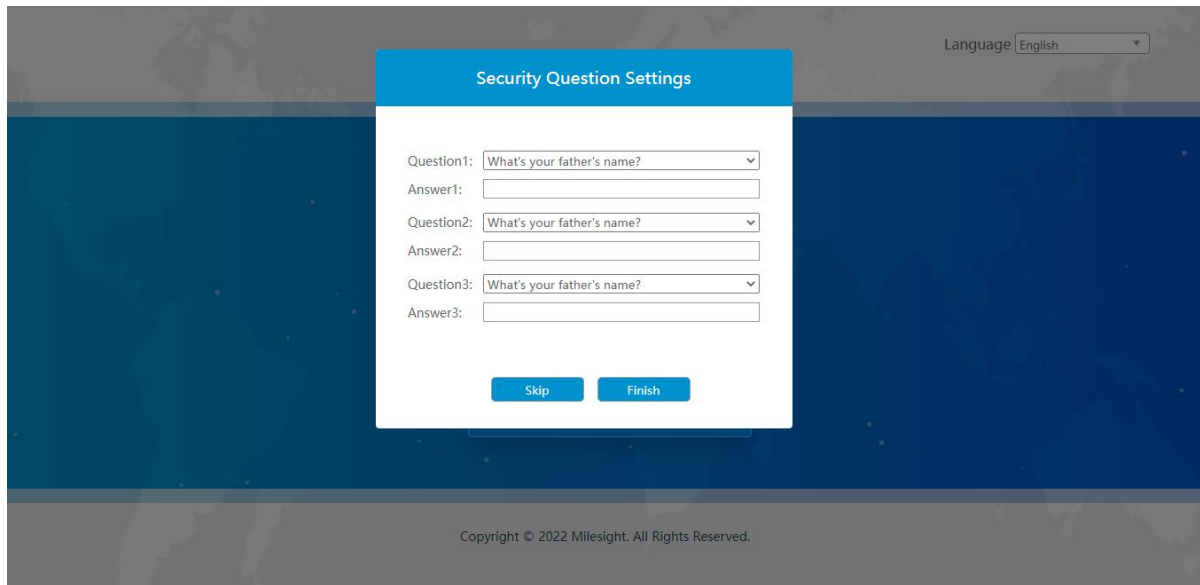 Language English
Security Question Settings
Question1: What's your father's name?
Answer1:
Question2: What's your father's name?
Answer2:
Question3: What's your father's name?
Answer3:
Skip Finish
Copyright © 2022 Milesight. All Rights Reserved.